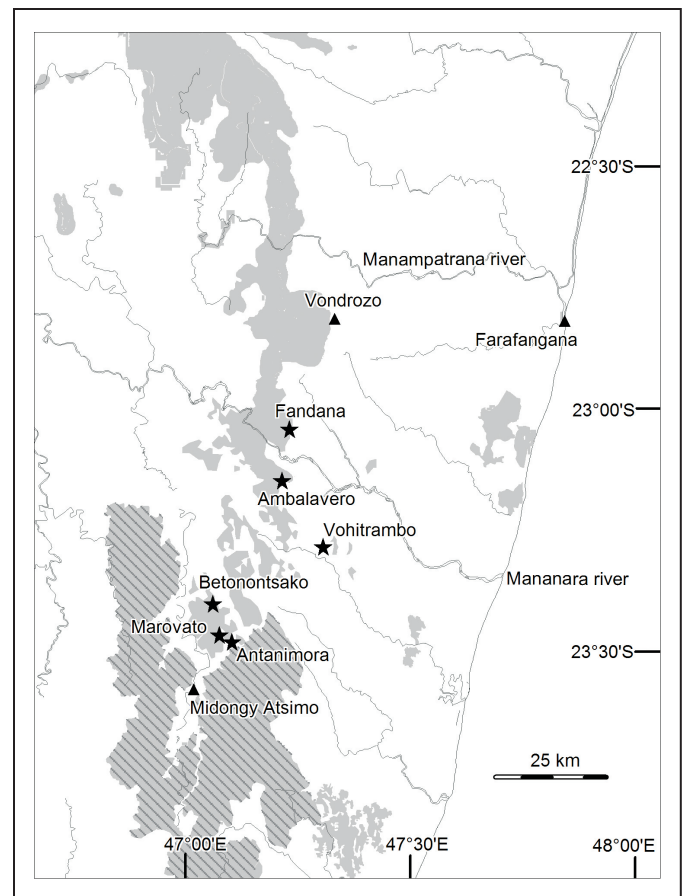 22°30'S
Manampatrana river
Vondrozo
Farafangana
Fandana
23°00'S
Ambalavero
Vohitrambo
Betonontsako
Mananara river
Marovato
Antanimora
23°30'S
Midongy Atsimo
25 km
47°00'E
47°30'E
48°00'E